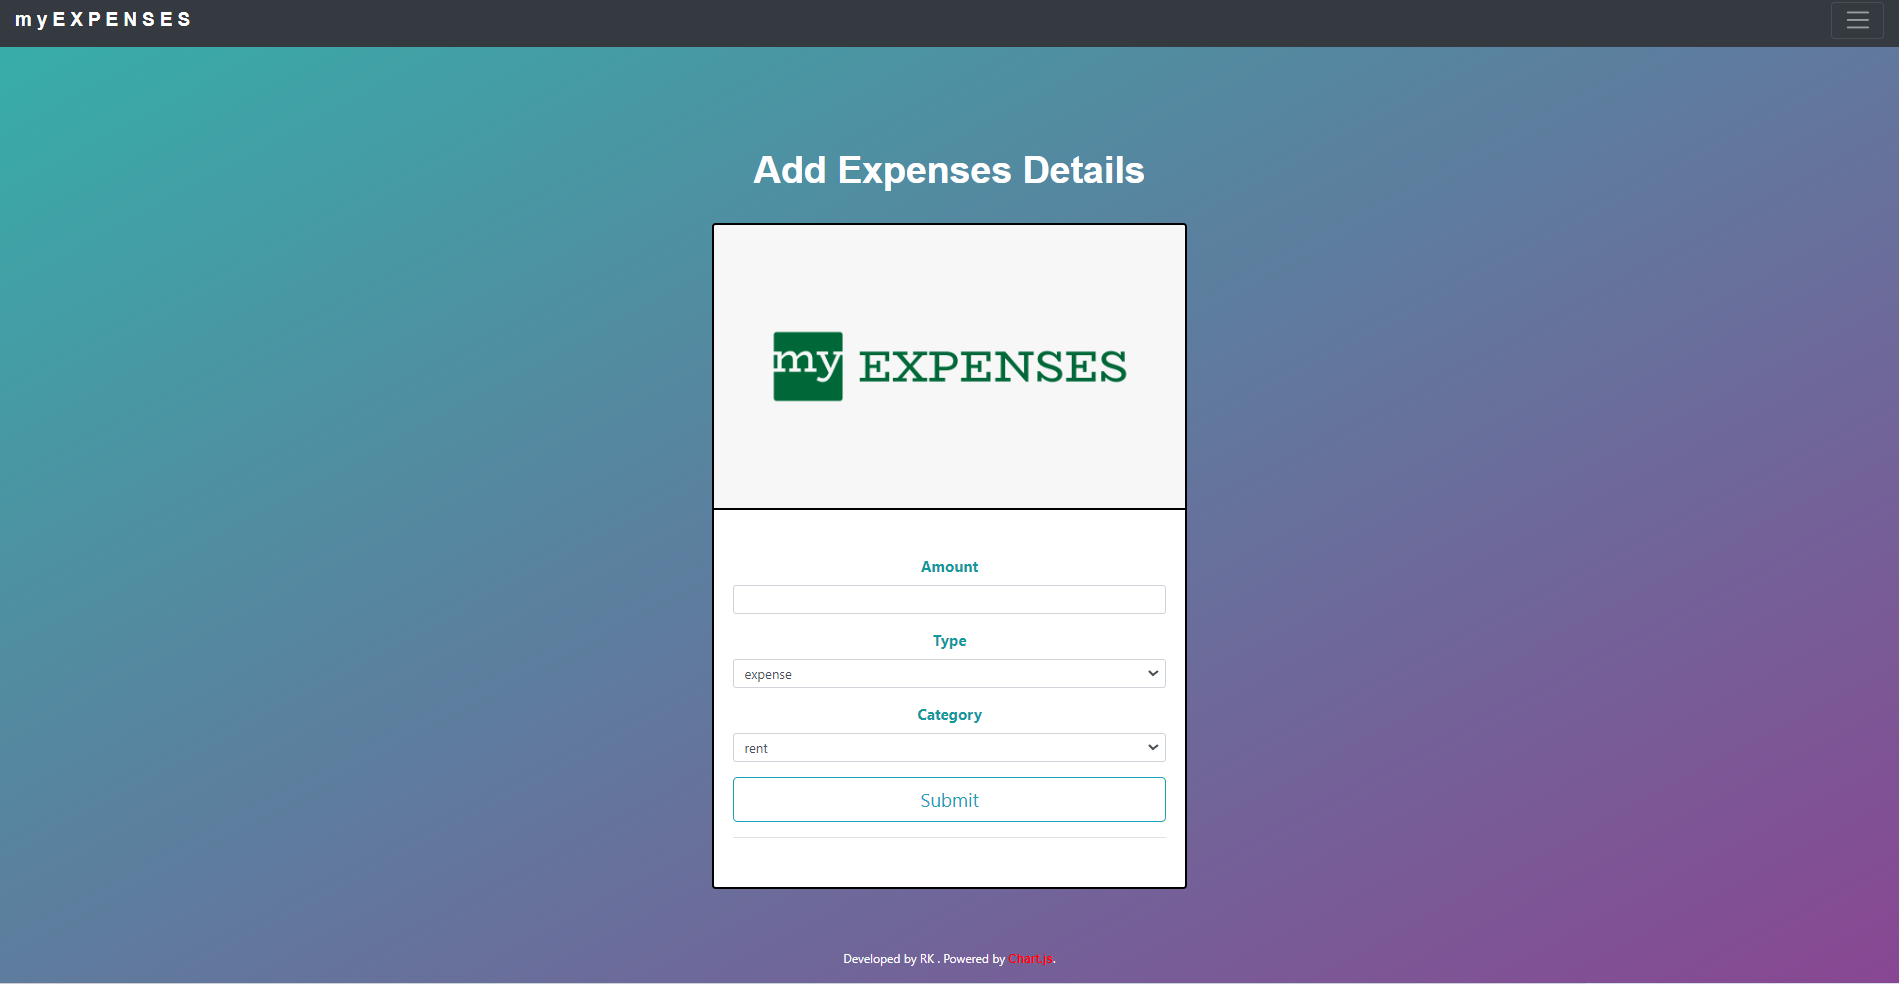 myEXPENSES
Add Expenses Details
my EXPENSES
Amount
Type
expense
Category
rent
Submit
Developed by RK . Powered by Chart.js.